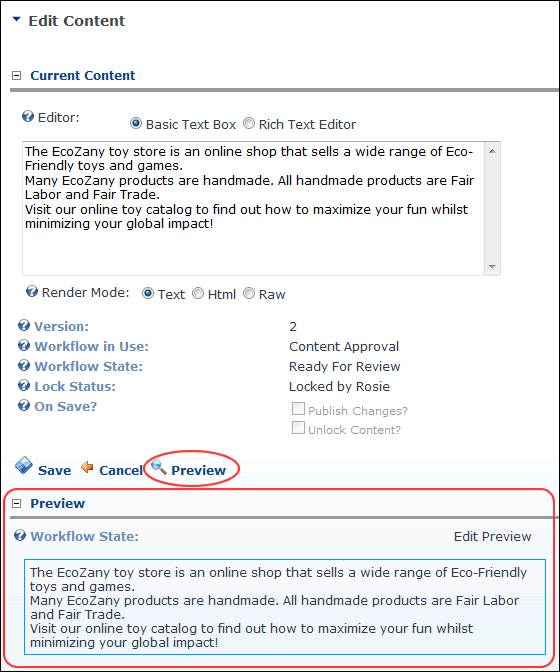 Edit Content
Current Content
Editor: Basic Text Box Rich Text Editor
The EcoZany toy store is an online shop that sells a wide range of Eco-
Friendly toys and games.
Many EcoZany products are handmade. All handmade products are Fair
Labor and Fair Trade.
Visit our online toy catalog to find out how to maximize your fun whilst
minimizing your global impact!
Render Mode: Text Html Raw
Version: 2
Workflow in Use: Content Approval
Workflow State: Ready For Review
Lock Status: Locked by Rosie
On Save? Publish Changes?
Unlock Content?
Save Cancel Preview
Preview
Workflow State: Edit Preview
The EcoZany toy store is an online shop that sells a wide range of Eco-Friendly
toys and games.
Many EcoZany products are handmade. All handmade products are Fair Labor
and Fair Trade.
Visit our online toy catalog to find out how to maximize your fun whilst
minimizing your global impact!